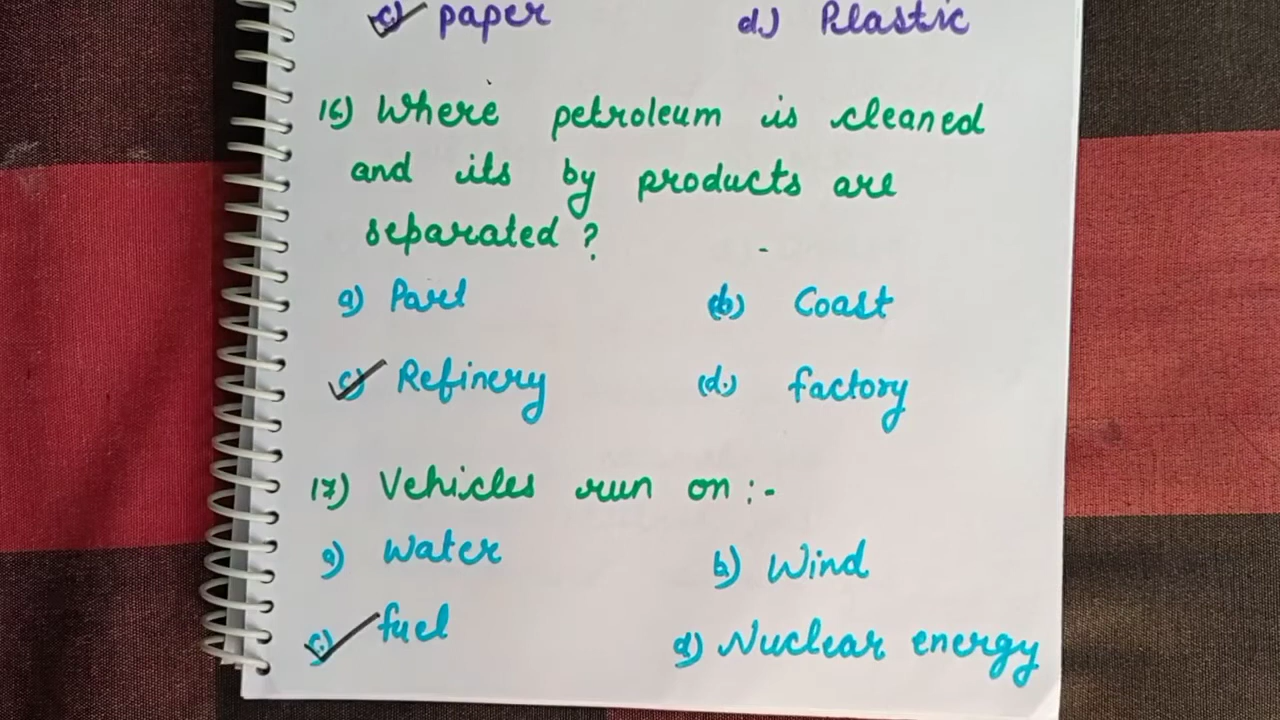 c) paper d.) Plastic
16) Where petroleum is cleaned
and its by products are
separated ?
a) Part (b) Coast
c) Refinery (d.) factory
17) Vehicles run on :-
a) Water b) Wind
c.) fuel d) Nuclear energy